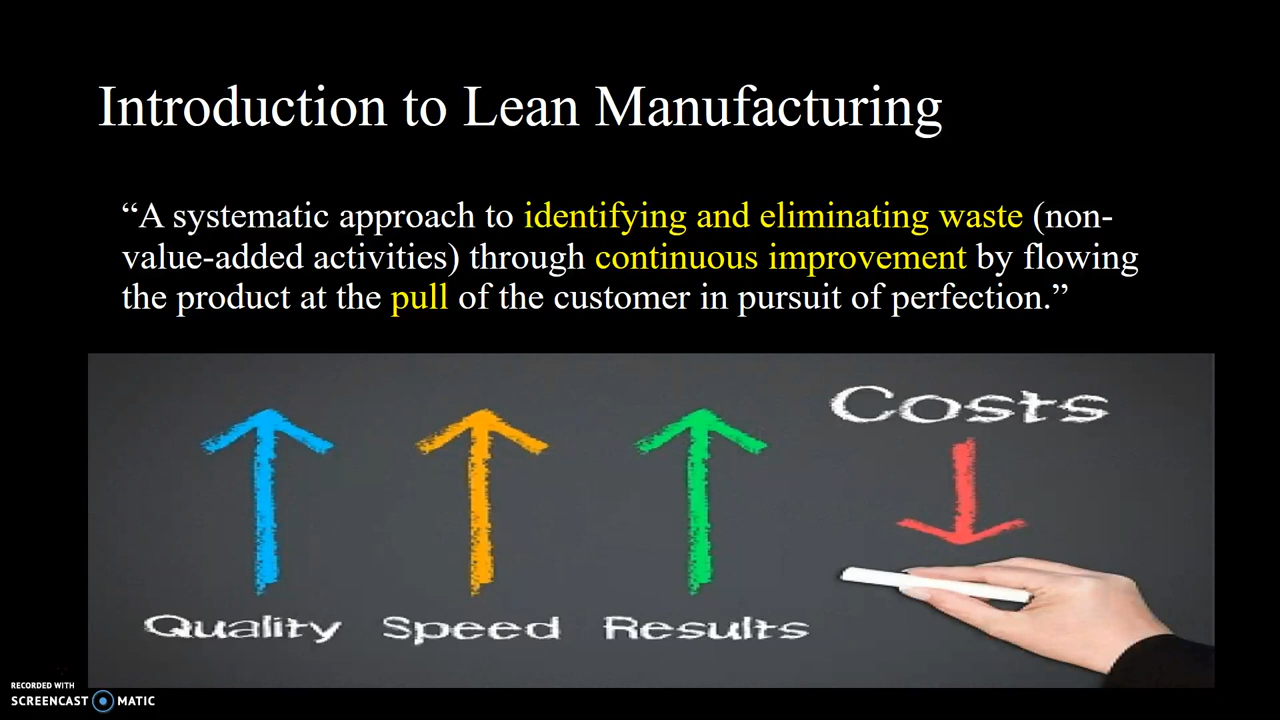 Introduction to Lean Manufacturing
“A systematic approach to identifying and eliminating waste (non-
value-added activities) through continuous improvement by flowing
the product at the pull of the customer in pursuit of perfection.”
Costs
Quality Speed Results
RECORDED WITH
SCREENCAST MATIC